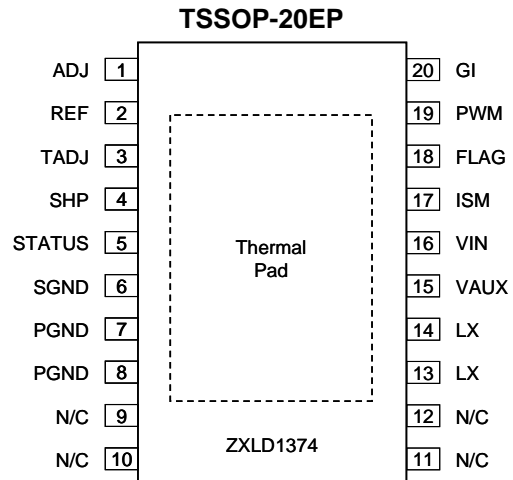 TSSOP-20EP
ADJ 1
REF 2
TADJ 3
SHP 4
STATUS 5
SGND 6
PGND 7
PGND 8
N/C 9
N/C 10
Thermal
Pad
ZXLD1374
20 GI
19 PWM
18 FLAG
17 ISM
16 VIN
15 VAUX
14 LX
13 LX
12 N/C
11 N/C